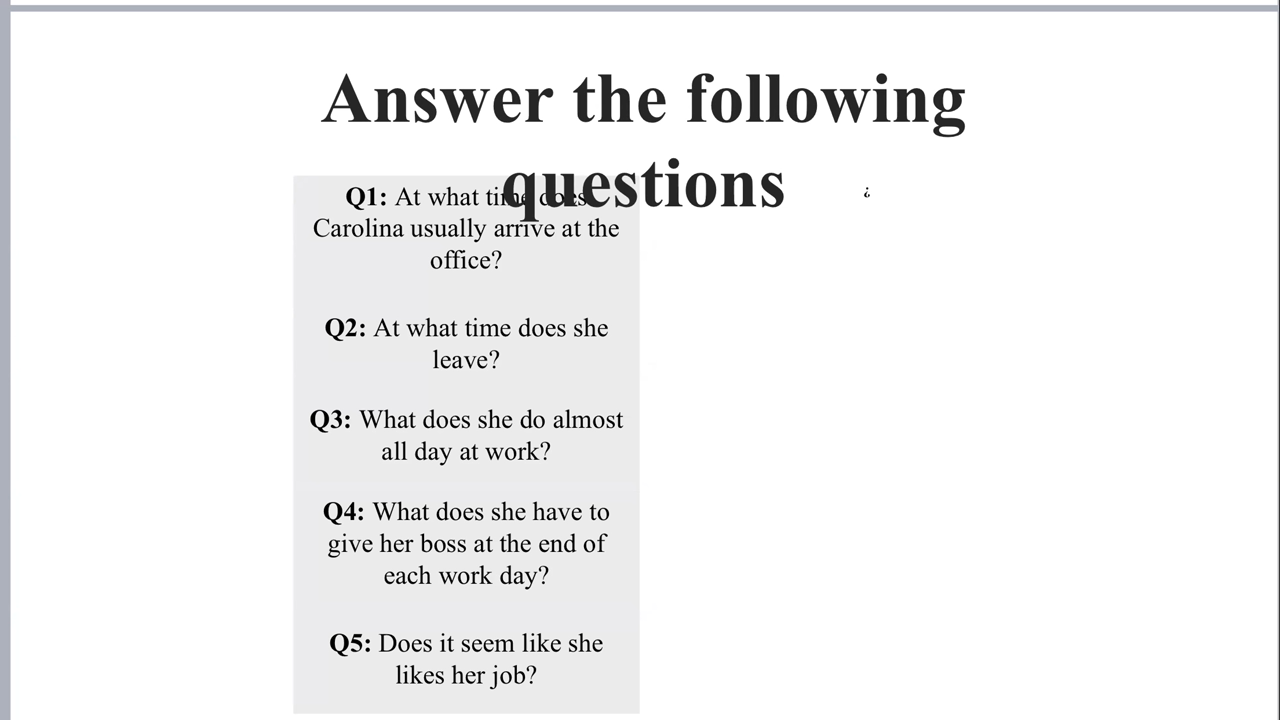 Answer the following
questions
¿
Q1: At what time does
Carolina usually arrive at the
office?
Q2: At what time does she
leave?
Q3: What does she do almost
all day at work?
Q4: What does she have to
give her boss at the end of
each work day?
Q5: Does it seem like she
likes her job?